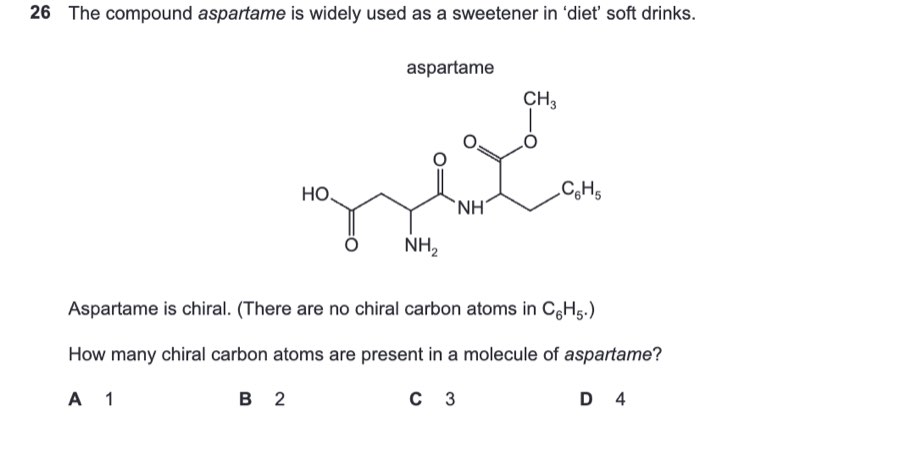 26 The compound aspartame is widely used as a sweetener in ‘diet’ soft drinks.
aspartame
CH₃
O O
O
HO C₆H₅
NH
O NH₂
Aspartame is chiral. (There are no chiral carbon atoms in C₆H₅.)
How many chiral carbon atoms are present in a molecule of aspartame?
A 1 B 2 C 3 D 4